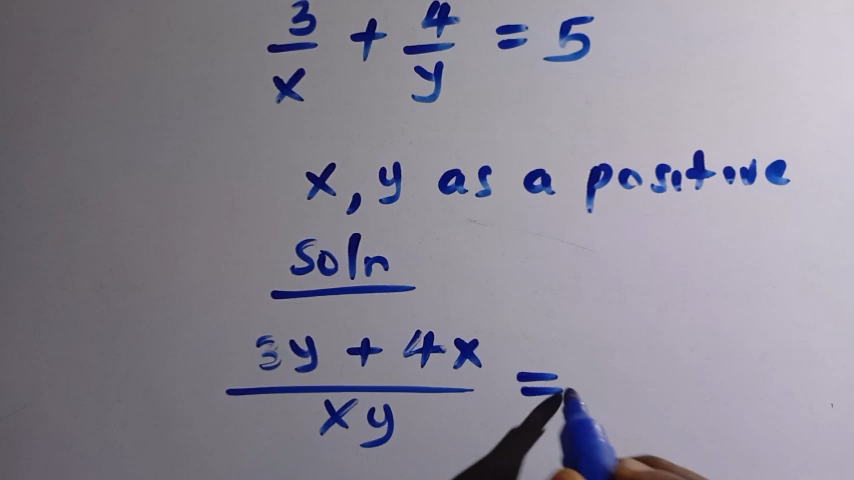 3/x + 4/y = 5
x, y as a positive
Soln
3y + 4x / xy =